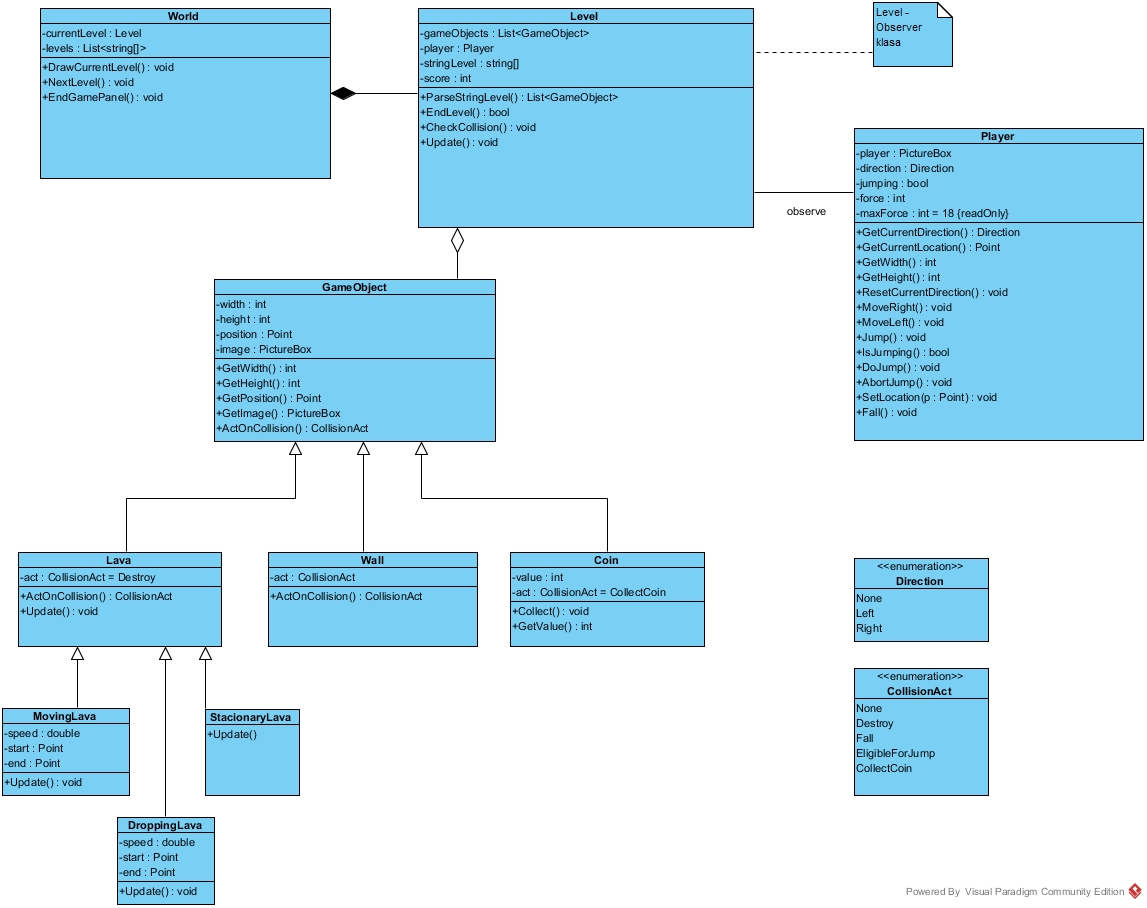 World
-currentLevel : Level
-levels : List<string[]>
+DrawCurrentLevel() : void
+NextLevel() : void
+EndGamePanel() : void
Level
-gameObjects : List<GameObject>
-player : Player
-stringLevel : string[]
-score : int
+ParseStringLevel() : List<GameObject>
+EndLevel() : bool
+CheckCollision() : void
+Update() : void
Level -
Observer
klasa
Player
-player : PictureBox
-direction : Direction
-jumping : bool
-force : int
-maxForce : int = 18 {readOnly}
+GetCurrentDirection() : Direction
+GetCurrentLocation() : Point
+GetWidth() : int
+GetHeight() : int
+ResetCurrentDirection() : void
+MoveRight() : void
+MoveLeft() : void
+Jump() : void
+IsJumping() : bool
+DoJump() : void
+AbortJump() : void
+SetLocation(p : Point) : void
+Fall() : void
observe
GameObject
-width : int
-height : int
-position : Point
-image : PictureBox
+GetWidth() : int
+GetHeight() : int
+GetPosition() : Point
+GetImage() : PictureBox
+ActOnCollision() : CollisionAct
Lava
-act : CollisionAct = Destroy
+ActOnCollision() : CollisionAct
+Update() : void
Wall
-act : CollisionAct
+ActOnCollision() : CollisionAct
Coin
-value : int
-act : CollisionAct = CollectCoin
+Collect() : void
+GetValue() : int
<<enumeration>>
Direction
None
Left
Right
<<enumeration>>
CollisionAct
None
Destroy
Fall
EligibleForJump
CollectCoin
MovingLava
-speed : double
-start : Point
-end : Point
+Update() : void
StacionaryLava
+Update()
DroppingLava
-speed : double
-start : Point
-end : Point
+Update() : void
Powered By Visual Paradigm Community Edition